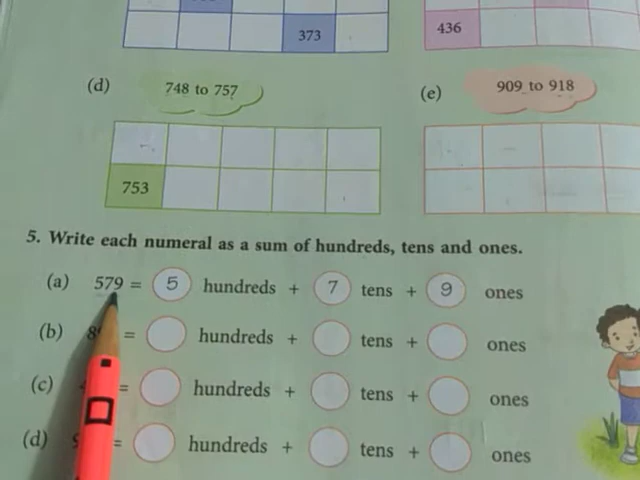 373
436
(d) 748 to 757
(e) 909 to 918
753
5. Write each numeral as a sum of hundreds, tens and ones.
(a) 579 = 5 hundreds + 7 tens + 9 ones
(b) = hundreds + tens + ones
(c) = hundreds + tens + ones
(d) = hundreds + tens + ones